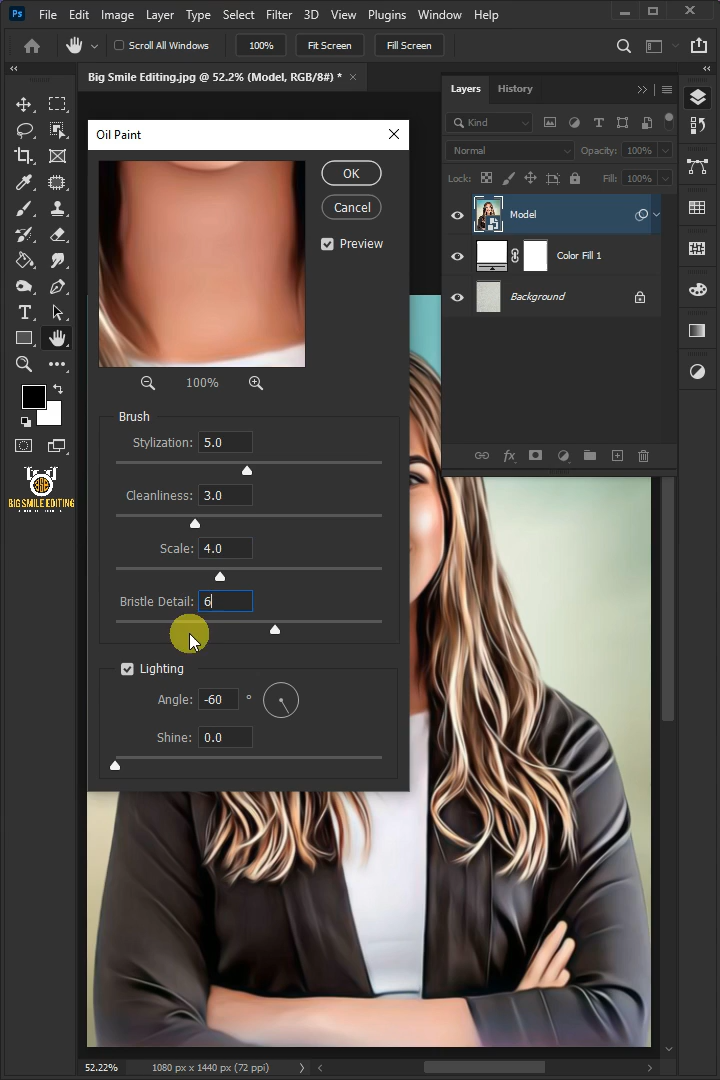 Ps File Edit Image Layer Type Select Filter 3D View Plugins Window Help
Scroll All Windows 100% Fit Screen Fill Screen
Big Smile Editing.jpg @ 52.2% (Model, RGB/8#) *
Layers History
Kind
Normal Opacity: 100%
Lock: Fill: 100%
Model
Color Fill 1
Background
fx
Oil Paint
OK
Cancel
Preview
100%
Brush
Stylization: 5.0
Cleanliness: 3.0
Scale: 4.0
Bristle Detail: 6
Lighting
Angle: -60 °
Shine: 0.0
BIG SMILE EDITING
52.22% 1080 px x 1440 px (72 ppi)